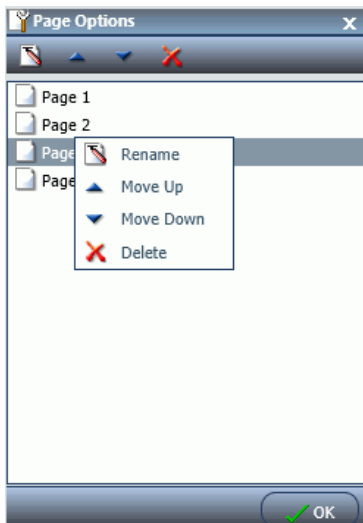 Page Options
x
Page 1
Page 2
Page
Page
Rename
Move Up
Move Down
Delete
OK